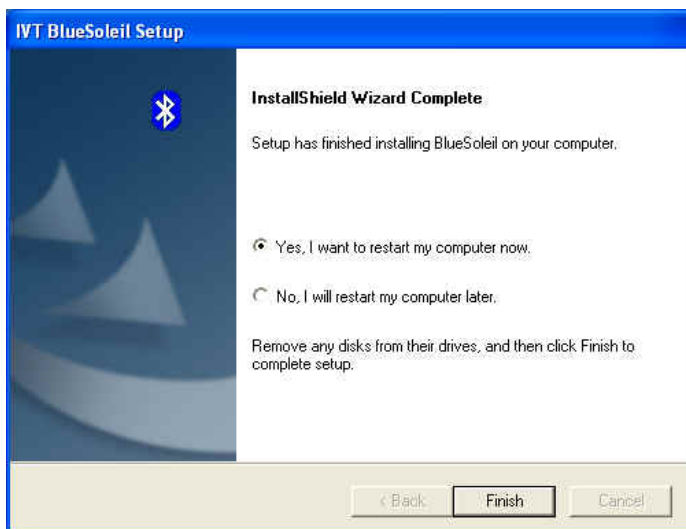 IVT BlueSoleil Setup
InstallShield Wizard Complete
Setup has finished installing BlueSoleil on your computer.
Yes, I want to restart my computer now.
No, I will restart my computer later.
Remove any disks from their drives, and then click Finish to
complete setup.
< Back
Finish
Cancel